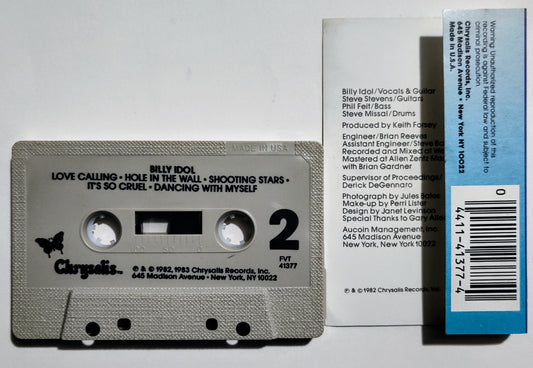 MADE IN USA
BILLY IDOL
LOVE CALLING • HOLE IN THE WALL • SHOOTING STARS •
IT'S SO CRUEL • DANCING WITH MYSELF
2
FVT
41377
Chrysalis™
℗ & © 1982, 1983 Chrysalis Records, Inc.
645 Madison Avenue • New York, NY 10022
Billy Idol/Vocals & Guitar
Steve Stevens/Guitars
Phil Feit/Bass
Steve Missal/Drums
Produced by Keith Forsey
Engineer/Brian Reeves
Assistant Engineer/Steve
Recorded and Mixed at
Mastered at Allen Zentz
with Brian Gardner
Supervisor of Proceedings/
Derick DeGennaro
Photograph by Jules
Make-up by Perri Lister
Design by Janet Levinson
Special Thanks to Gary
Aucoin Management, Inc.
645 Madison Avenue
New York, New York
℗ & © 1982 Chrysalis Records, Inc.
Warning: Unauthorized reproduction of this
recording is against Federal law and subject to
criminal prosecution.
Chrysalis Records, Inc.
645 Madison Avenue • New York NY 10022
Made in U.S.A.
0 4411-41377-4